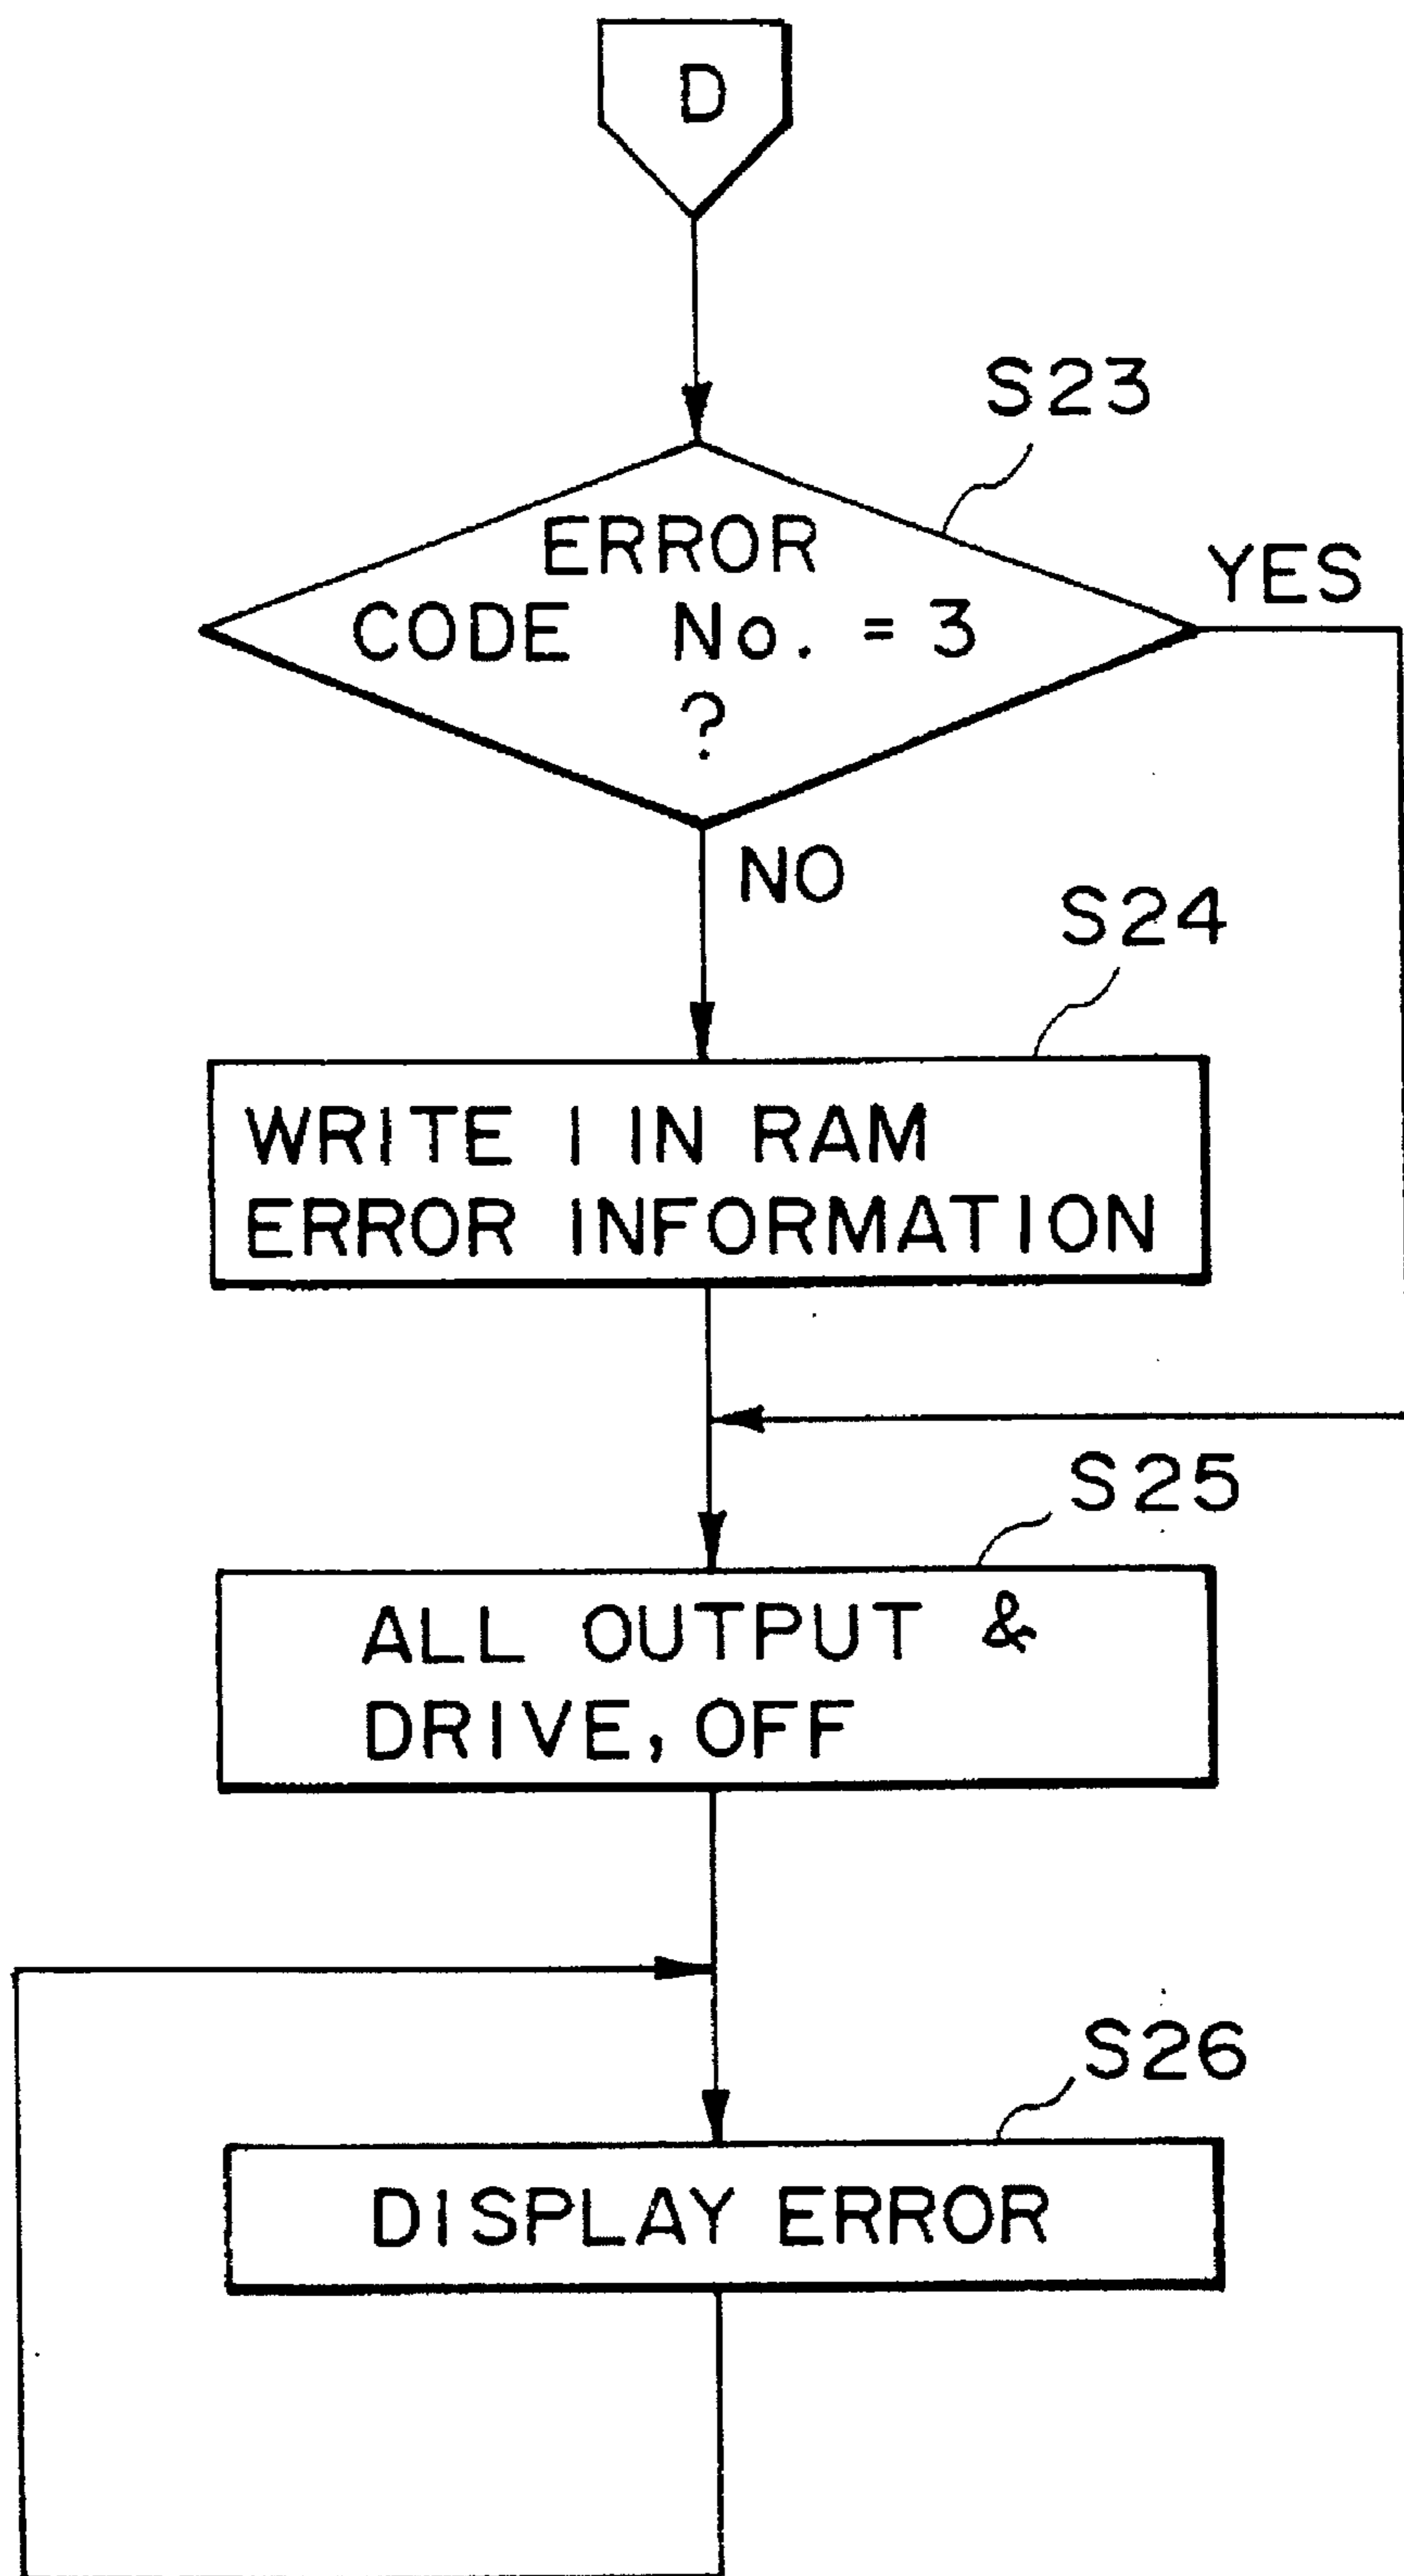 D
S23
ERROR
CODE No. = 3
?
YES
NO
S24
WRITE 1 IN RAM
ERROR INFORMATION
S25
ALL OUTPUT &
DRIVE, OFF
S26
DISPLAY ERROR